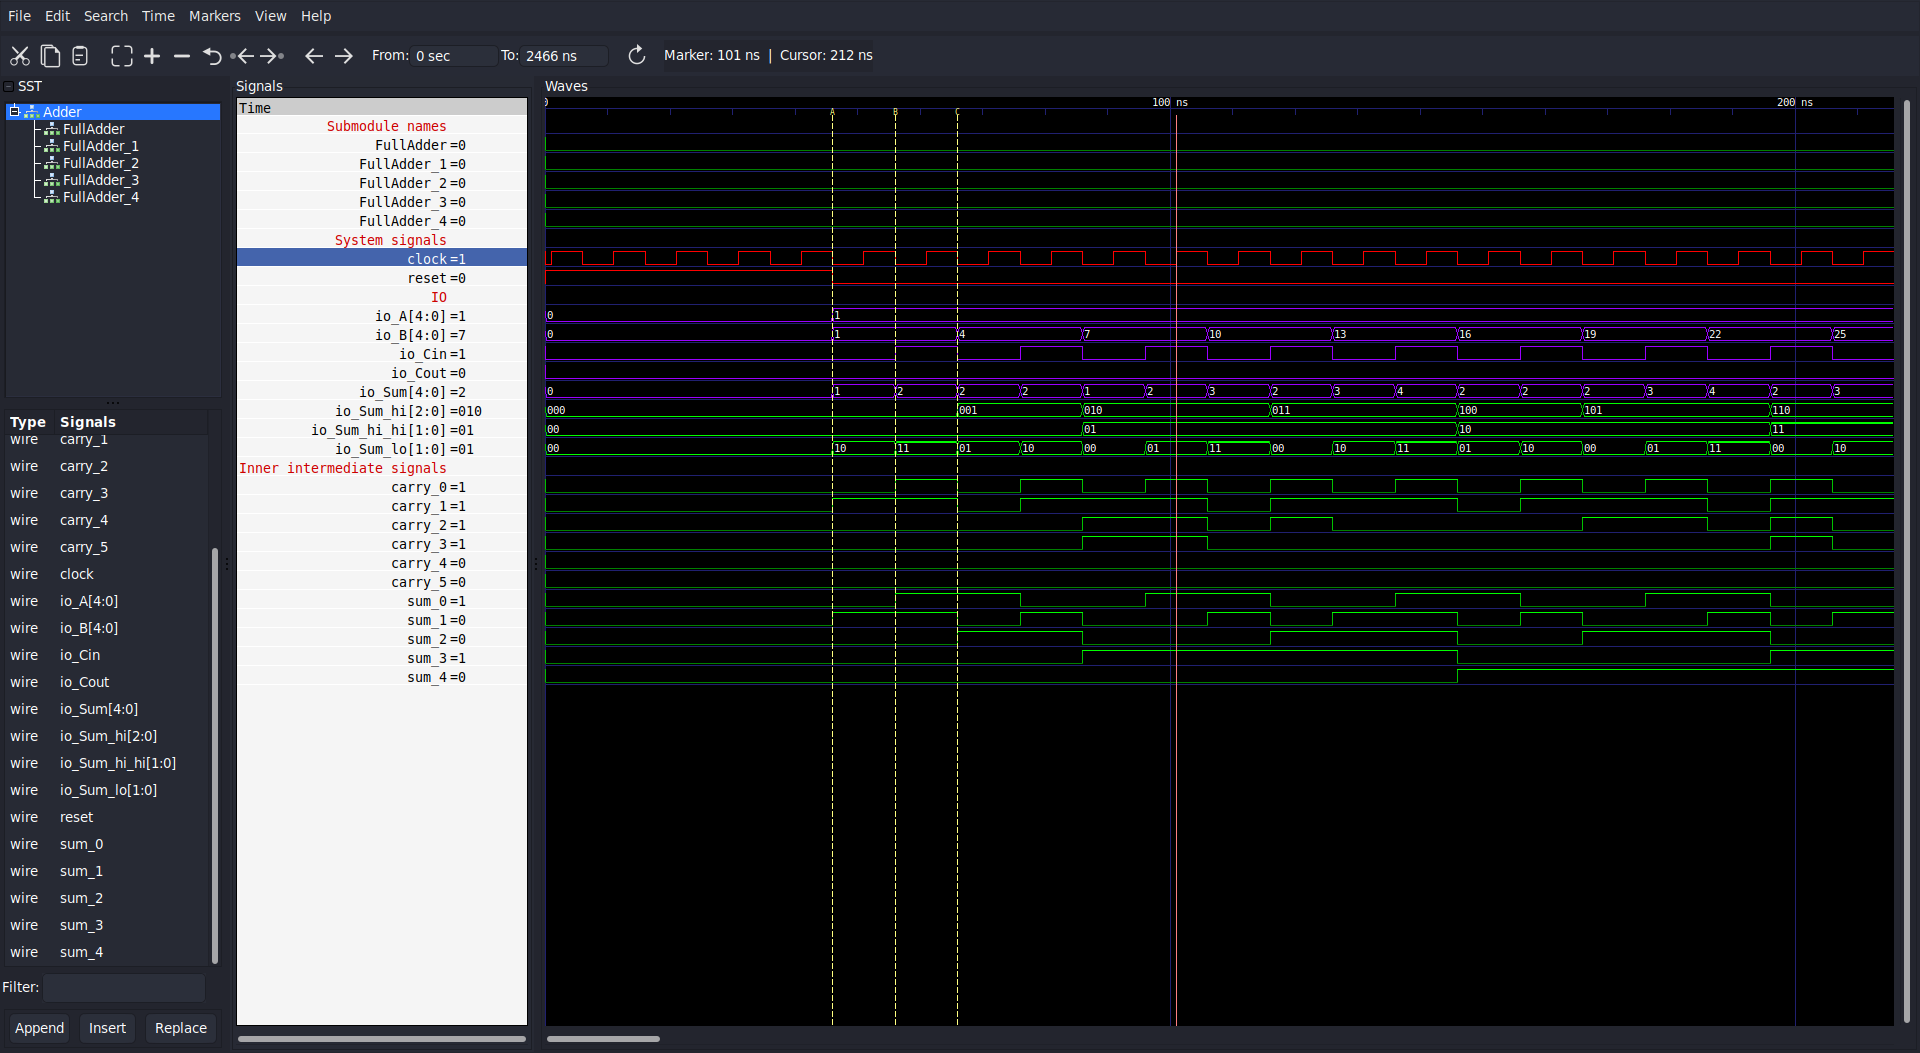 File Edit Search Time Markers View Help
From: 0 sec To: 2466 ns Marker: 101 ns | Cursor: 212 ns
SST
Adder
FullAdder
FullAdder_1
FullAdder_2
FullAdder_3
FullAdder_4
Type Signals
wire carry_1
wire carry_2
wire carry_3
wire carry_4
wire carry_5
wire clock
wire io_A[4:0]
wire io_B[4:0]
wire io_Cin
wire io_Cout
wire io_Sum[4:0]
wire io_Sum_hi[2:0]
wire io_Sum_hi_hi[1:0]
wire io_Sum_lo[1:0]
wire reset
wire sum_0
wire sum_1
wire sum_2
wire sum_3
wire sum_4
Filter:
Append Insert Replace
Signals
Time
Submodule names
FullAdder=0
FullAdder_1=0
FullAdder_2=0
FullAdder_3=0
FullAdder_4=0
System signals
clock=1
reset=0
IO
io_A[4:0]=1
io_B[4:0]=7
io_Cin=1
io_Cout=0
io_Sum[4:0]=2
io_Sum_hi[2:0]=010
io_Sum_hi_hi[1:0]=01
io_Sum_lo[1:0]=01
Inner intermediate signals
carry_0=1
carry_1=1
carry_2=1
carry_3=1
carry_4=0
carry_5=0
sum_0=1
sum_1=0
sum_2=0
sum_3=1
sum_4=0
Waves
0 100 ns 200 ns
A B C
0 1
0 1 4 7 10 13 16 19 22 25
0 1 2 2 2 1 2 3 2 3 4 2 2 2 3 4 2 3
000 001 010 011 100 101 110
00 01 10 11
00 10 11 01 10 00 01 11 00 10 11 01 10 00 01 11 00 10